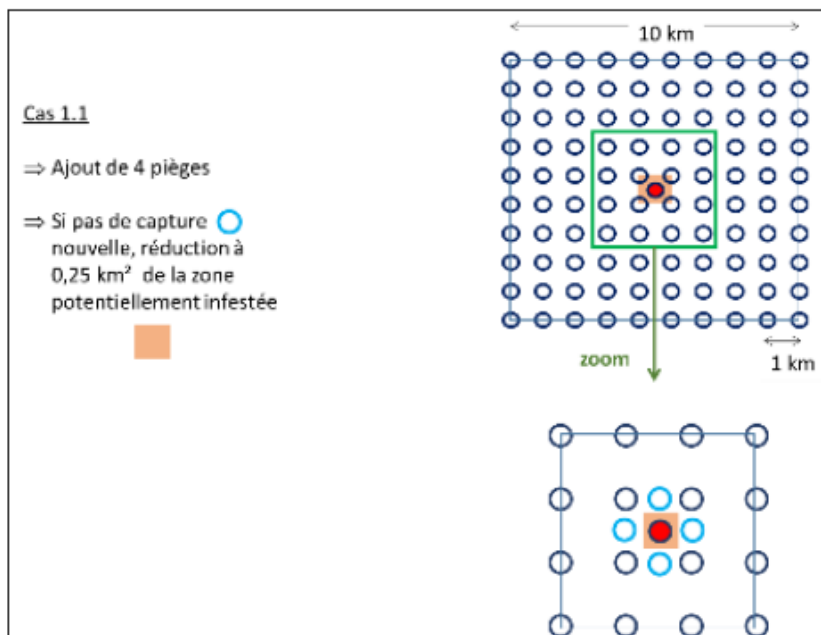 10 km
Cas 1.1
⇒ Ajout de 4 pièges
⇒ Si pas de capture
nouvelle, réduction à
0,25 km² de la zone
potentiellement infestée
zoom
1 km